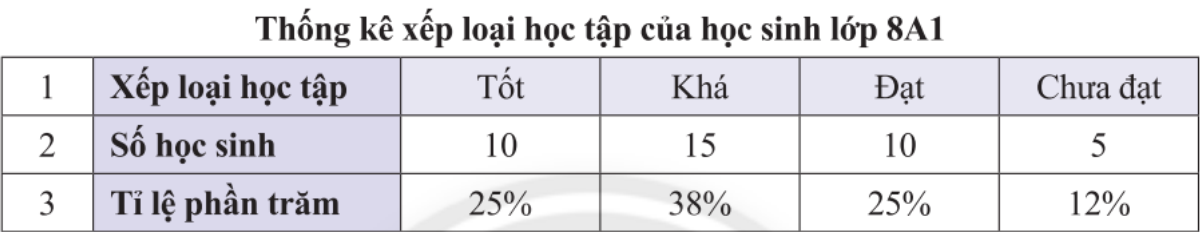 Thống kê xếp loại học tập của học sinh lớp 8A1
1 Xếp loại học tập Tốt Khá Đạt Chưa đạt
2 Số học sinh 10 15 10 5
3 Tỉ lệ phần trăm 25% 38% 25% 12%